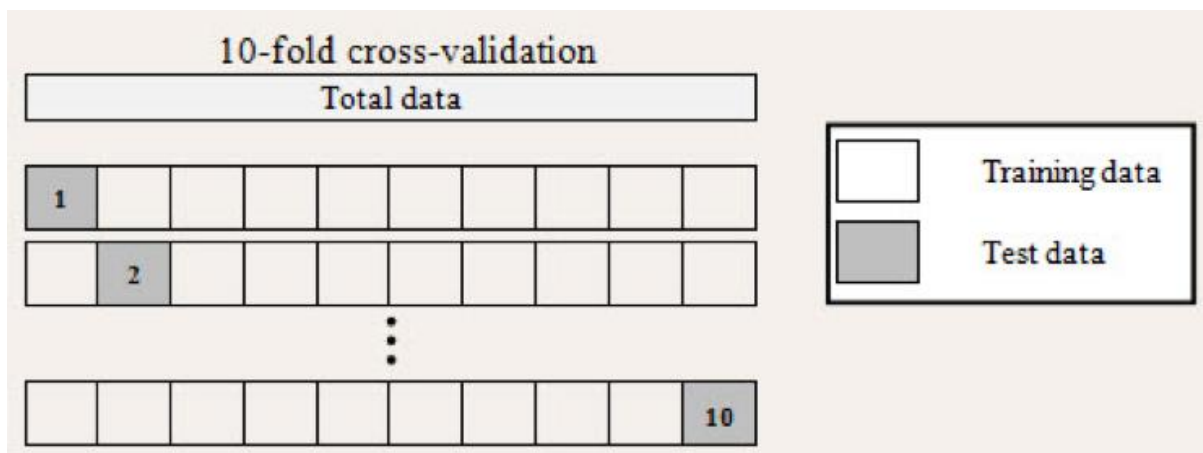 10-fold cross-validation
Total data
1
2
10
Training data
Test data